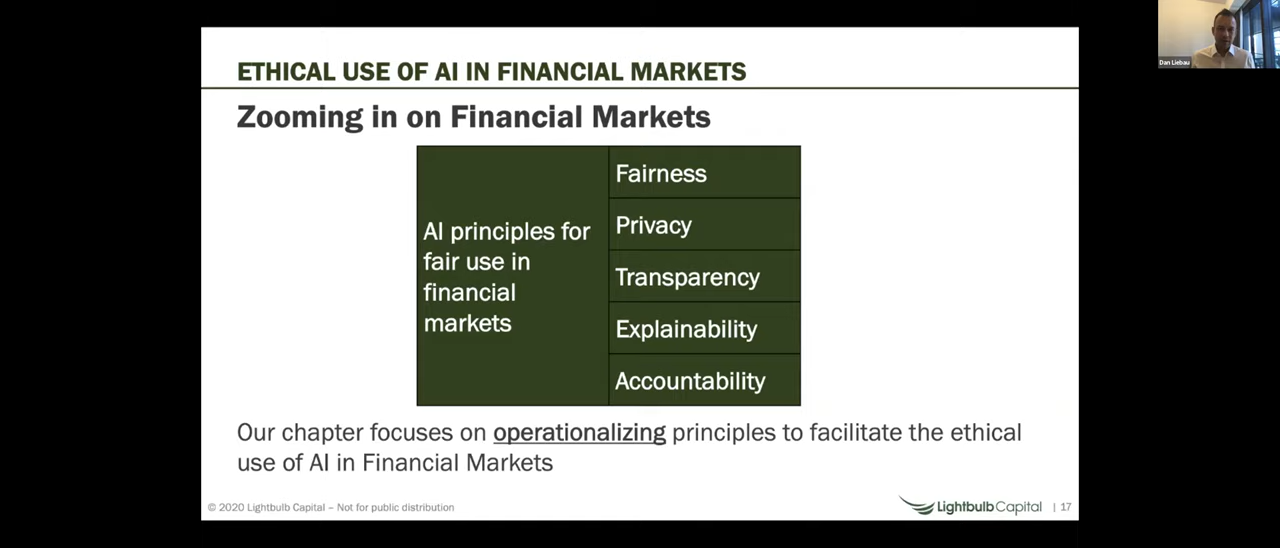 Dan Liebau
ETHICAL USE OF AI IN FINANCIAL MARKETS
Zooming in on Financial Markets
AI principles for
fair use in
financial
markets
Fairness
Privacy
Transparency
Explainability
Accountability
Our chapter focuses on operationalizing principles to facilitate the ethical
use of AI in Financial Markets
© 2020 Lightbulb Capital – Not for public distribution
LightbulbCapital | 17